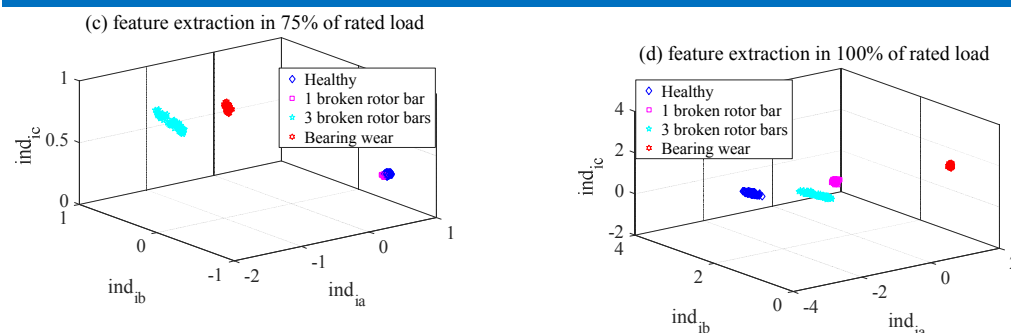 (c) feature extraction in 75% of rated load
1
0.5
0
ind_ic
Healthy
1 broken rotor bar
3 broken rotor bars
Bearing wear
1
0
-1
ind_ib
-2
-1
0
1
ind_ia
(d) feature extraction in 100% of rated load
4
2
0
-2
ind_ic
Healthy
1 broken rotor bar
3 broken rotor bars
Bearing wear
4
2
0
ind_ib
-4
-2
0
ind_ia